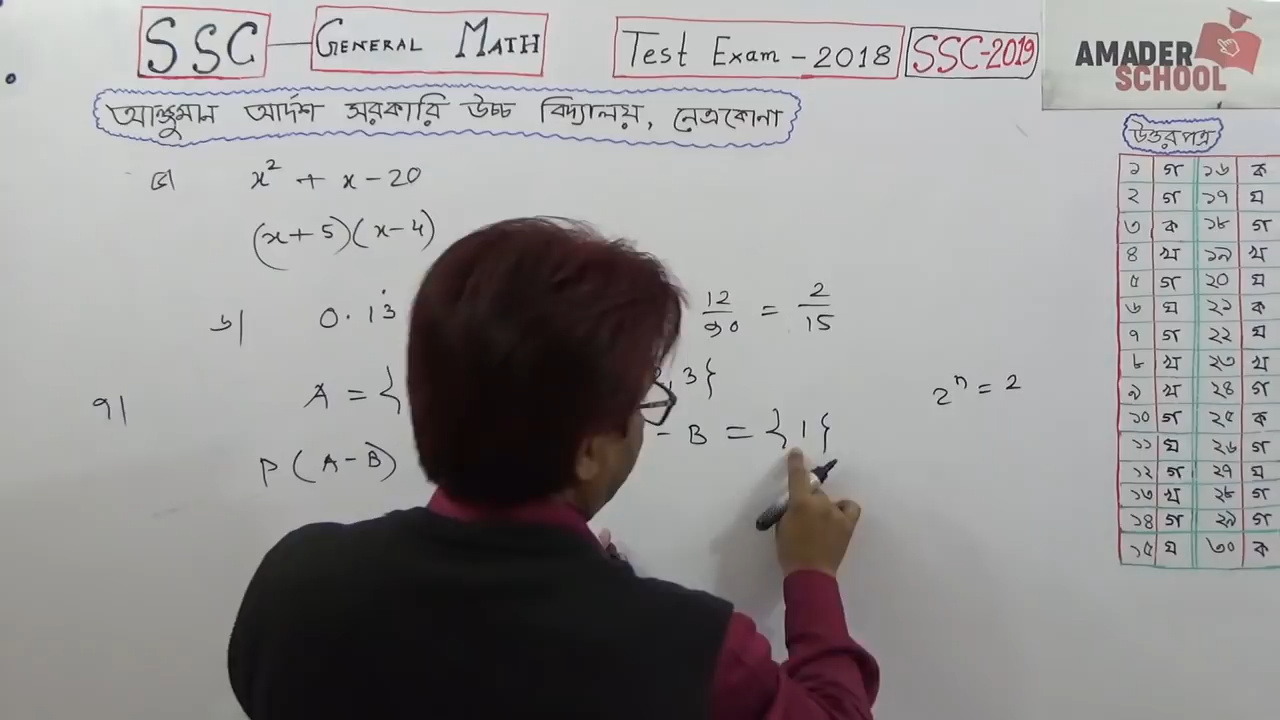 SSC — GENERAL MATH
Test Exam - 2018 SSC-2019
AMADER SCHOOL
আঞ্জুমান আদর্শ সরকারি উচ্চ বিদ্যালয়, নেত্রকোনা
উত্তরপত্র
৫। x² + x - 20
(x + 5)(x - 4)
৬। 0.13̇
12/90 = 2/15
৭। A = {
, 3}
- B = {1}
P (A - B)
2ⁿ = 2
১ গ ১৬ ক
২ গ ১৭ ঘ
৩ ক ১৮ গ
৪ খ ১৯ খ
৫ গ ২০ ঘ
৬ ঘ ২১ ক
৭ গ ২২ ঘ
৮ খ ২৩ খ
৯ খ ২৪ গ
১০ গ ২৫ ক
১১ ঘ ২৬ গ
১২ গ ২৭ ঘ
১৩ খ ২৮ গ
১৪ গ ২৯ গ
১৫ ঘ ৩০ ক